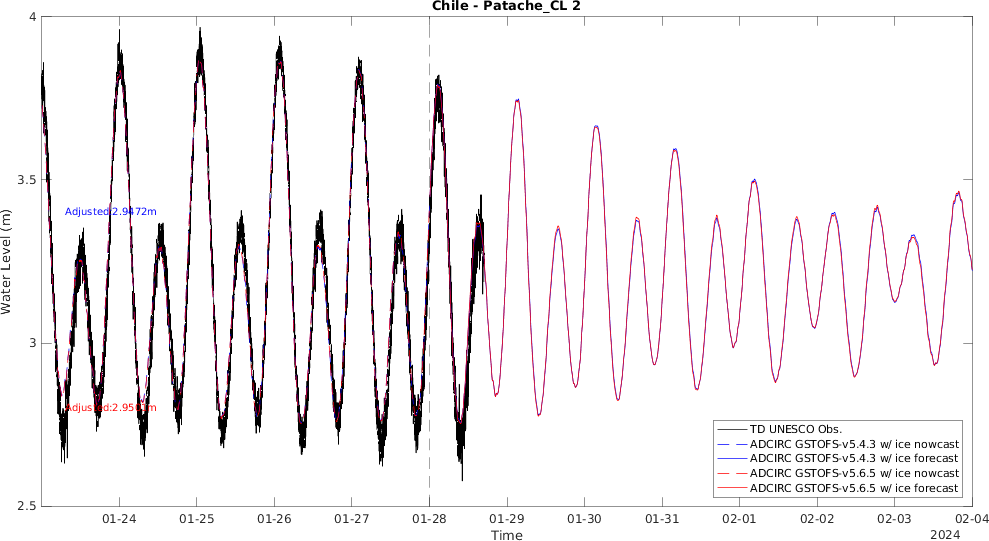 Chile - Patache_CL 2
Water Level (m)
4
3.5
3
2.5
Adjusted:2.9472m
TD UNESCO Obs.
ADCIRC GSTOFS-v5.4.3 w/ ice nowcast
ADCIRC GSTOFS-v5.4.3 w/ ice forecast
ADCIRC GSTOFS-v5.6.5 w/ ice nowcast
ADCIRC GSTOFS-v5.6.5 w/ ice forecast
01-24 01-25 01-26 01-27 01-28 01-29 01-30 01-31 02-01 02-02 02-03 02-04
Time
2024